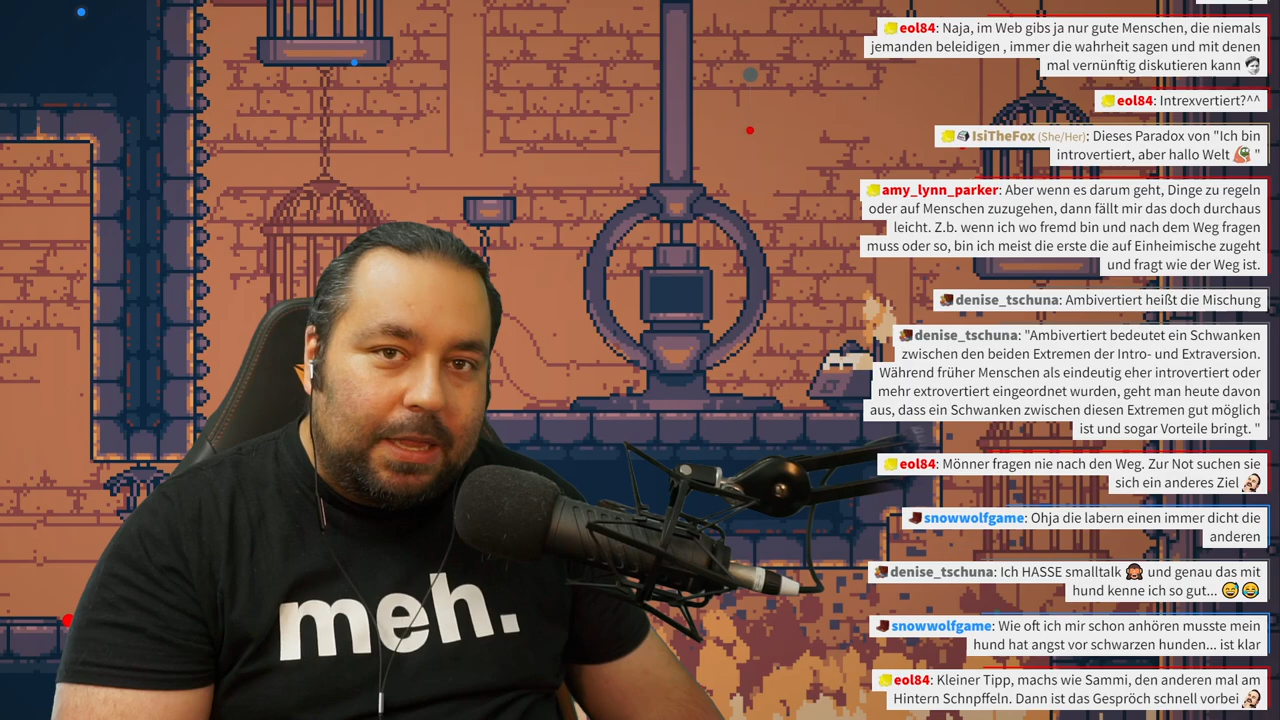 eol84: Naja, im Web gibs ja nur gute Menschen, die niemals
jemanden beleidigen , immer die wahrheit sagen und mit denen
mal vernünftig diskutieren kann
eol84: Intrexvertiert?^^
IsiTheFox (She/Her): Dieses Paradox von "Ich bin
introvertiert, aber hallo Welt "
amy_lynn_parker: Aber wenn es darum geht, Dinge zu regeln
oder auf Menschen zuzugehen, dann fällt mir das doch durchaus
leicht. Z.b. wenn ich wo fremd bin und nach dem Weg fragen
muss oder so, bin ich meist die erste die auf Einheimische zugeht
und fragt wie der Weg ist.
denise_tschuna: Ambivertiert heißt die Mischung
denise_tschuna: "Ambivertiert bedeutet ein Schwanken
zwischen den beiden Extremen der Intro- und Extraversion.
Während früher Menschen als eindeutig eher introvertiert oder
mehr extrovertiert eingeordnet wurden, geht man heute davon
aus, dass ein Schwanken zwischen diesen Extremen gut möglich
ist und sogar Vorteile bringt. "
eol84: Mönner fragen nie nach den Weg. Zur Not suchen sie
sich ein anderes Ziel
snowwolfgame: Ohja die labern einen immer dicht die
anderen
denise_tschuna: Ich HASSE smalltalk 🙊 und genau das mit
hund kenne ich so gut... 😅 😂
snowwolfgame: Wie oft ich mir schon anhören musste mein
hund hat angst vor schwarzen hunden... ist klar
eol84: Kleiner Tipp, machs wie Sammi, den anderen mal am
Hintern Schnpffeln. Dann ist das Gespröch schnell vorbei
meh.